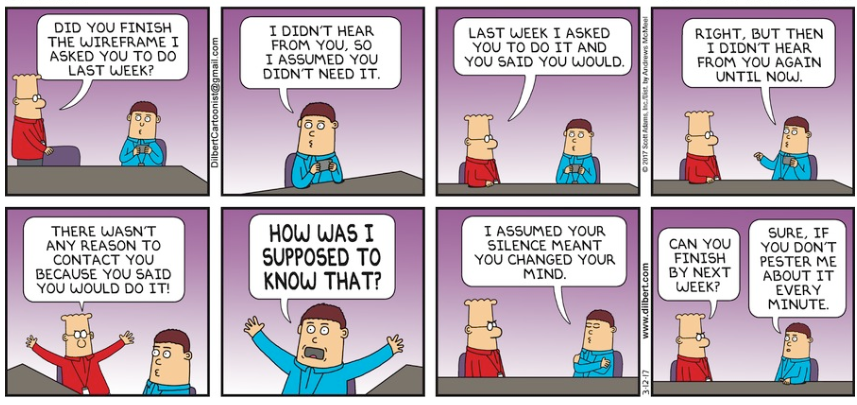 DID YOU FINISH
THE WIREFRAME I
ASKED YOU TO DO
LAST WEEK?
DilbertCartoonist@gmail.com
I DIDN'T HEAR
FROM YOU, SO
I ASSUMED YOU
DIDN'T NEED IT.
LAST WEEK I ASKED
YOU TO DO IT AND
YOU SAID YOU WOULD.
© 2017 Scott Adams, Inc./Dist. by Andrews McMeel
RIGHT, BUT THEN
I DIDN'T HEAR
FROM YOU AGAIN
UNTIL NOW.
THERE WASN'T
ANY REASON TO
CONTACT YOU
BECAUSE YOU SAID
YOU WOULD DO IT!
HOW WAS I
SUPPOSED TO
KNOW THAT?
I ASSUMED YOUR
SILENCE MEANT
YOU CHANGED YOUR
MIND.
3-12-17
www.dilbert.com
CAN YOU
FINISH
BY NEXT
WEEK?
SURE, IF
YOU DON'T
PESTER ME
ABOUT IT
EVERY
MINUTE.